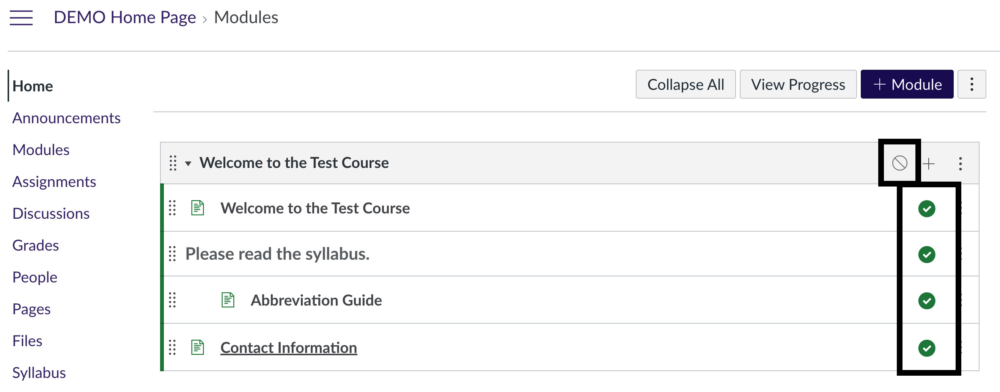 DEMO Home Page › Modules
Home
Announcements
Modules
Assignments
Discussions
Grades
People
Pages
Files
Syllabus
Collapse All View Progress + Module
Welcome to the Test Course
Welcome to the Test Course
Please read the syllabus.
Abbreviation Guide
Contact Information